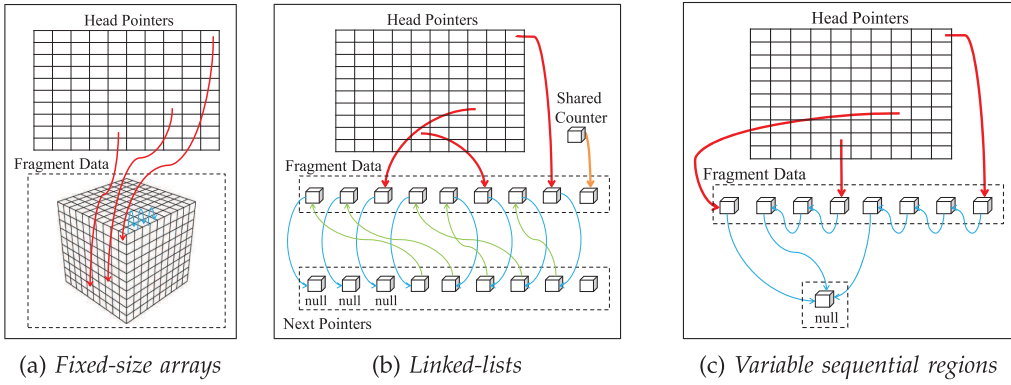 Head Pointers
Fragment Data
(a) Fixed-size arrays
Head Pointers
Shared
Counter
Fragment Data
null null null
Next Pointers
(b) Linked-lists
Head Pointers
Fragment Data
null
(c) Variable sequential regions